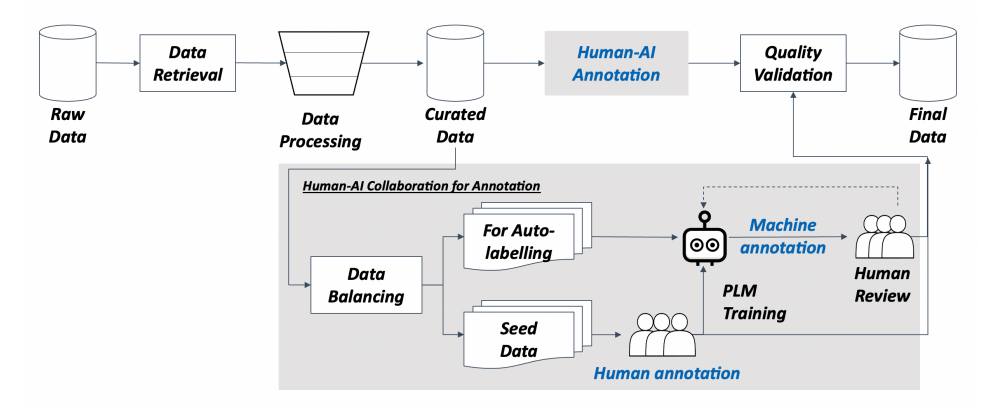 Data
Retrieval
Human-AI
Annotation
Quality
Validation
Raw
Data
Data
Processing
Curated
Data
Final
Data
Human-AI Collaboration for Annotation
For Auto-
labelling
Machine
annotation
Data
Balancing
Human
Review
PLM
Training
Seed
Data
Human annotation